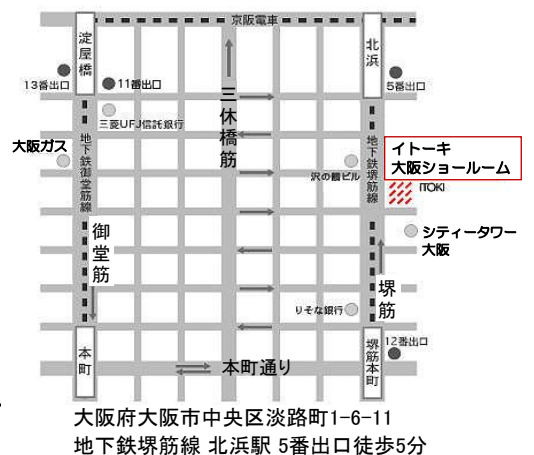 京阪電車
淀屋橋
北浜
13番出口
11番出口
5番出口
三菱UFJ信託銀行
三休橋筋
大阪ガス
地下鉄御堂筋線
地下鉄堺筋線
イトーキ
大阪ショールーム
沢の鶴ビル
ITOKI
御堂筋
シティータワー
大阪
堺筋
りそな銀行
本町
堺筋本町
12番出口
本町通り
大阪府大阪市中央区淡路町1-6-11
地下鉄堺筋線 北浜駅 5番出口徒歩5分